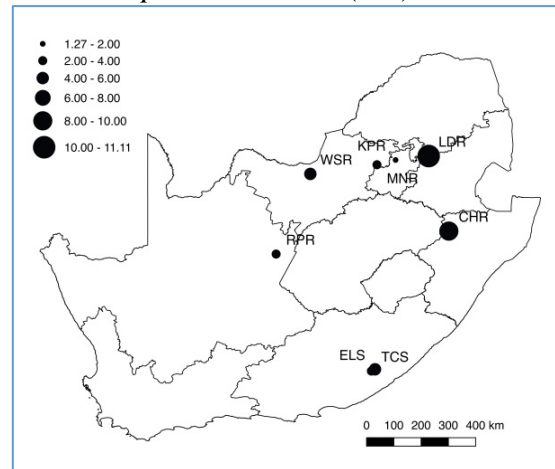 1.27 - 2.00
2.00 - 4.00
4.00 - 6.00
6.00 - 8.00
8.00 - 10.00
10.00 - 11.11
LDR
KPR
WSR
MNR
CHR
RPR
ELS TCS
0 100 200 300 400 km